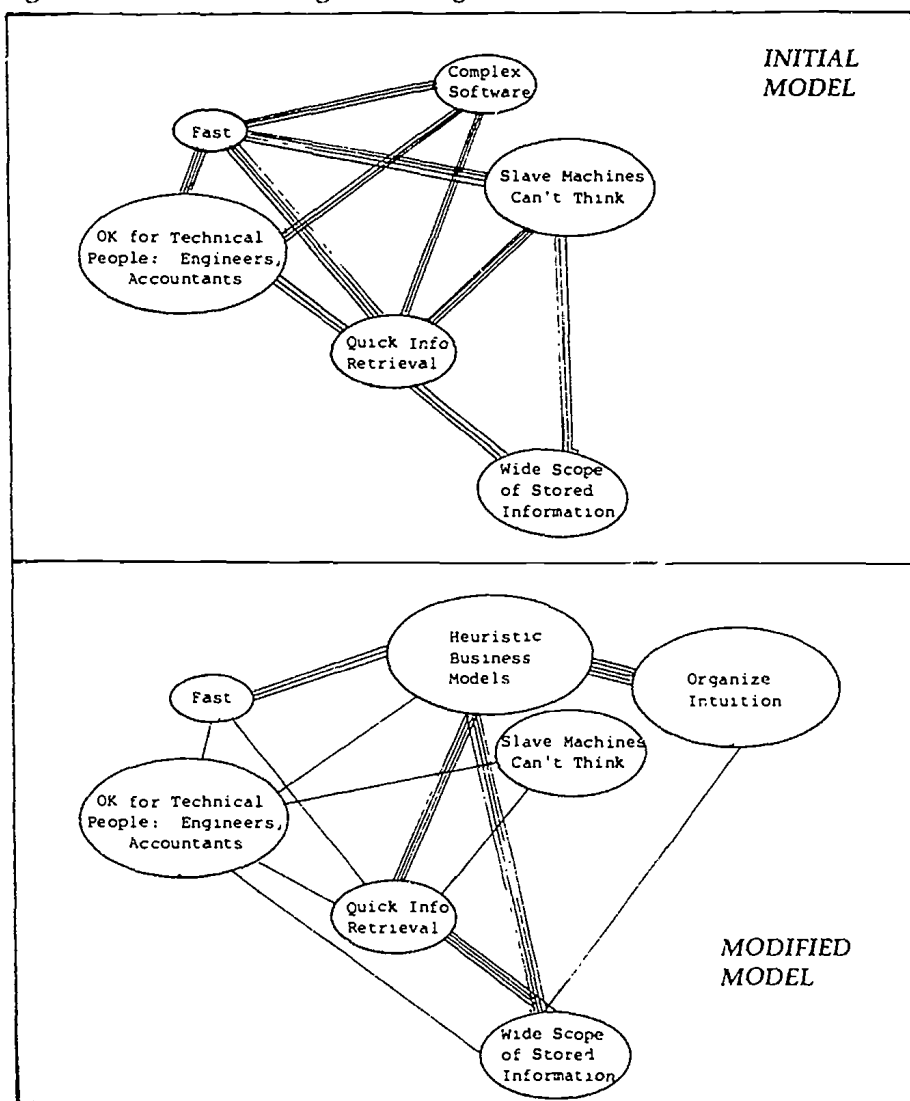 INITIAL
MODEL
Complex
Software
Fast
Slave Machines
Can't Think
OK for Technical
People: Engineers,
Accountants
Quick Info
Retrieval
Wide Scope
of Stored
Information
Heuristic
Business
Models
Organize
Intuition
Fast
Slave Machines
Can't Think
OK for Technical
People: Engineers,
Accountants
Quick Info
Retrieval
MODIFIED
MODEL
Wide Scope
of Stored
Information